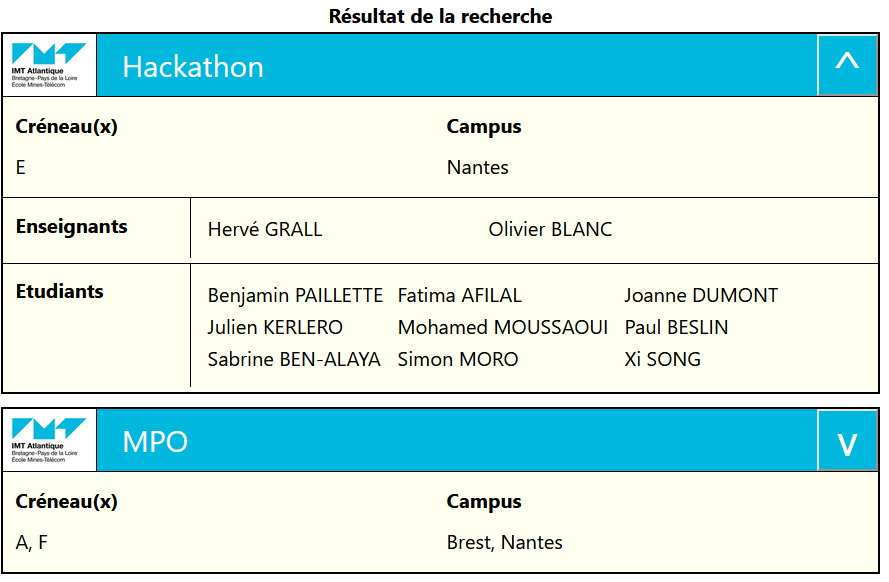 Résultat de la recherche
IMT Atlantique
Bretagne-Pays de la Loire
École Mines-Télécom
Hackathon
^
Créneau(x) Campus
E Nantes
Enseignants Hervé GRALL Olivier BLANC
Etudiants Benjamin PAILLETTE Fatima AFILAL Joanne DUMONT
Julien KERLERO Mohamed MOUSSAOUI Paul BESLIN
Sabrine BEN-ALAYA Simon MORO Xi SONG
IMT Atlantique
Bretagne-Pays de la Loire
École Mines-Télécom
MPO
v
Créneau(x) Campus
A, F Brest, Nantes